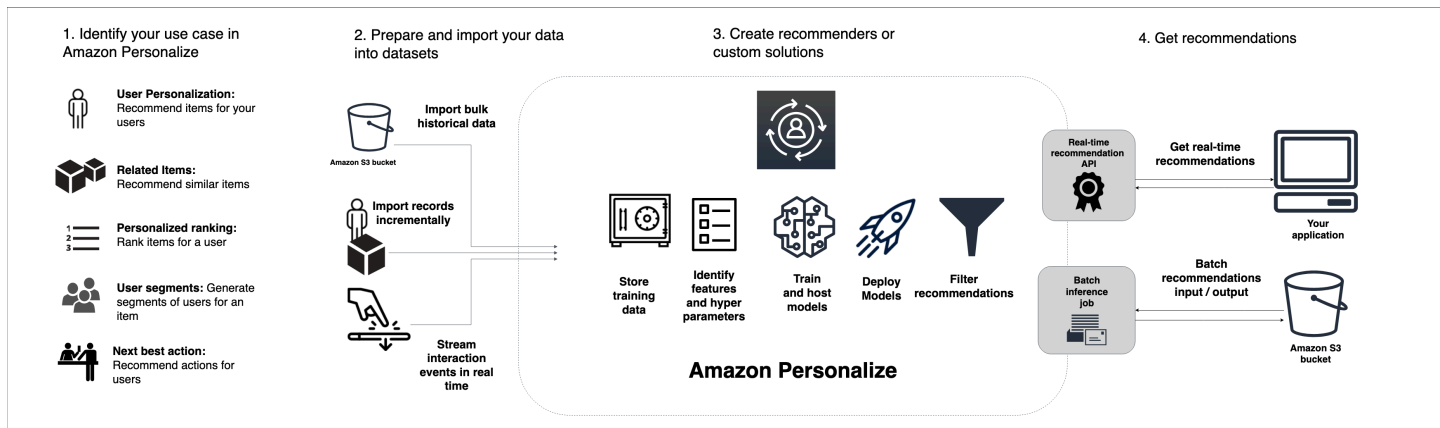 1. Identify your use case in
Amazon Personalize
User Personalization:
Recommend items for your
users
Related Items:
Recommend similar items
1
2
3
Personalized ranking:
Rank items for a user
User segments: Generate
segments of users for an
item
Next best action:
Recommend actions for
users
2. Prepare and import your data
into datasets
Import bulk
historical data
Amazon S3 bucket
Import records
incrementally
Stream
interaction
events in real
time
3. Create recommenders or
custom solutions
Store
training
data
Identify
features
and hyper
parameters
Train
and host
models
Deploy
Models
Filter
recommendations
Amazon Personalize
4. Get recommendations
Real-time
recommendation
API
Get real-time
recommendations
Your
application
Batch
inference
job
Batch
recommendations
input / output
Amazon S3
bucket